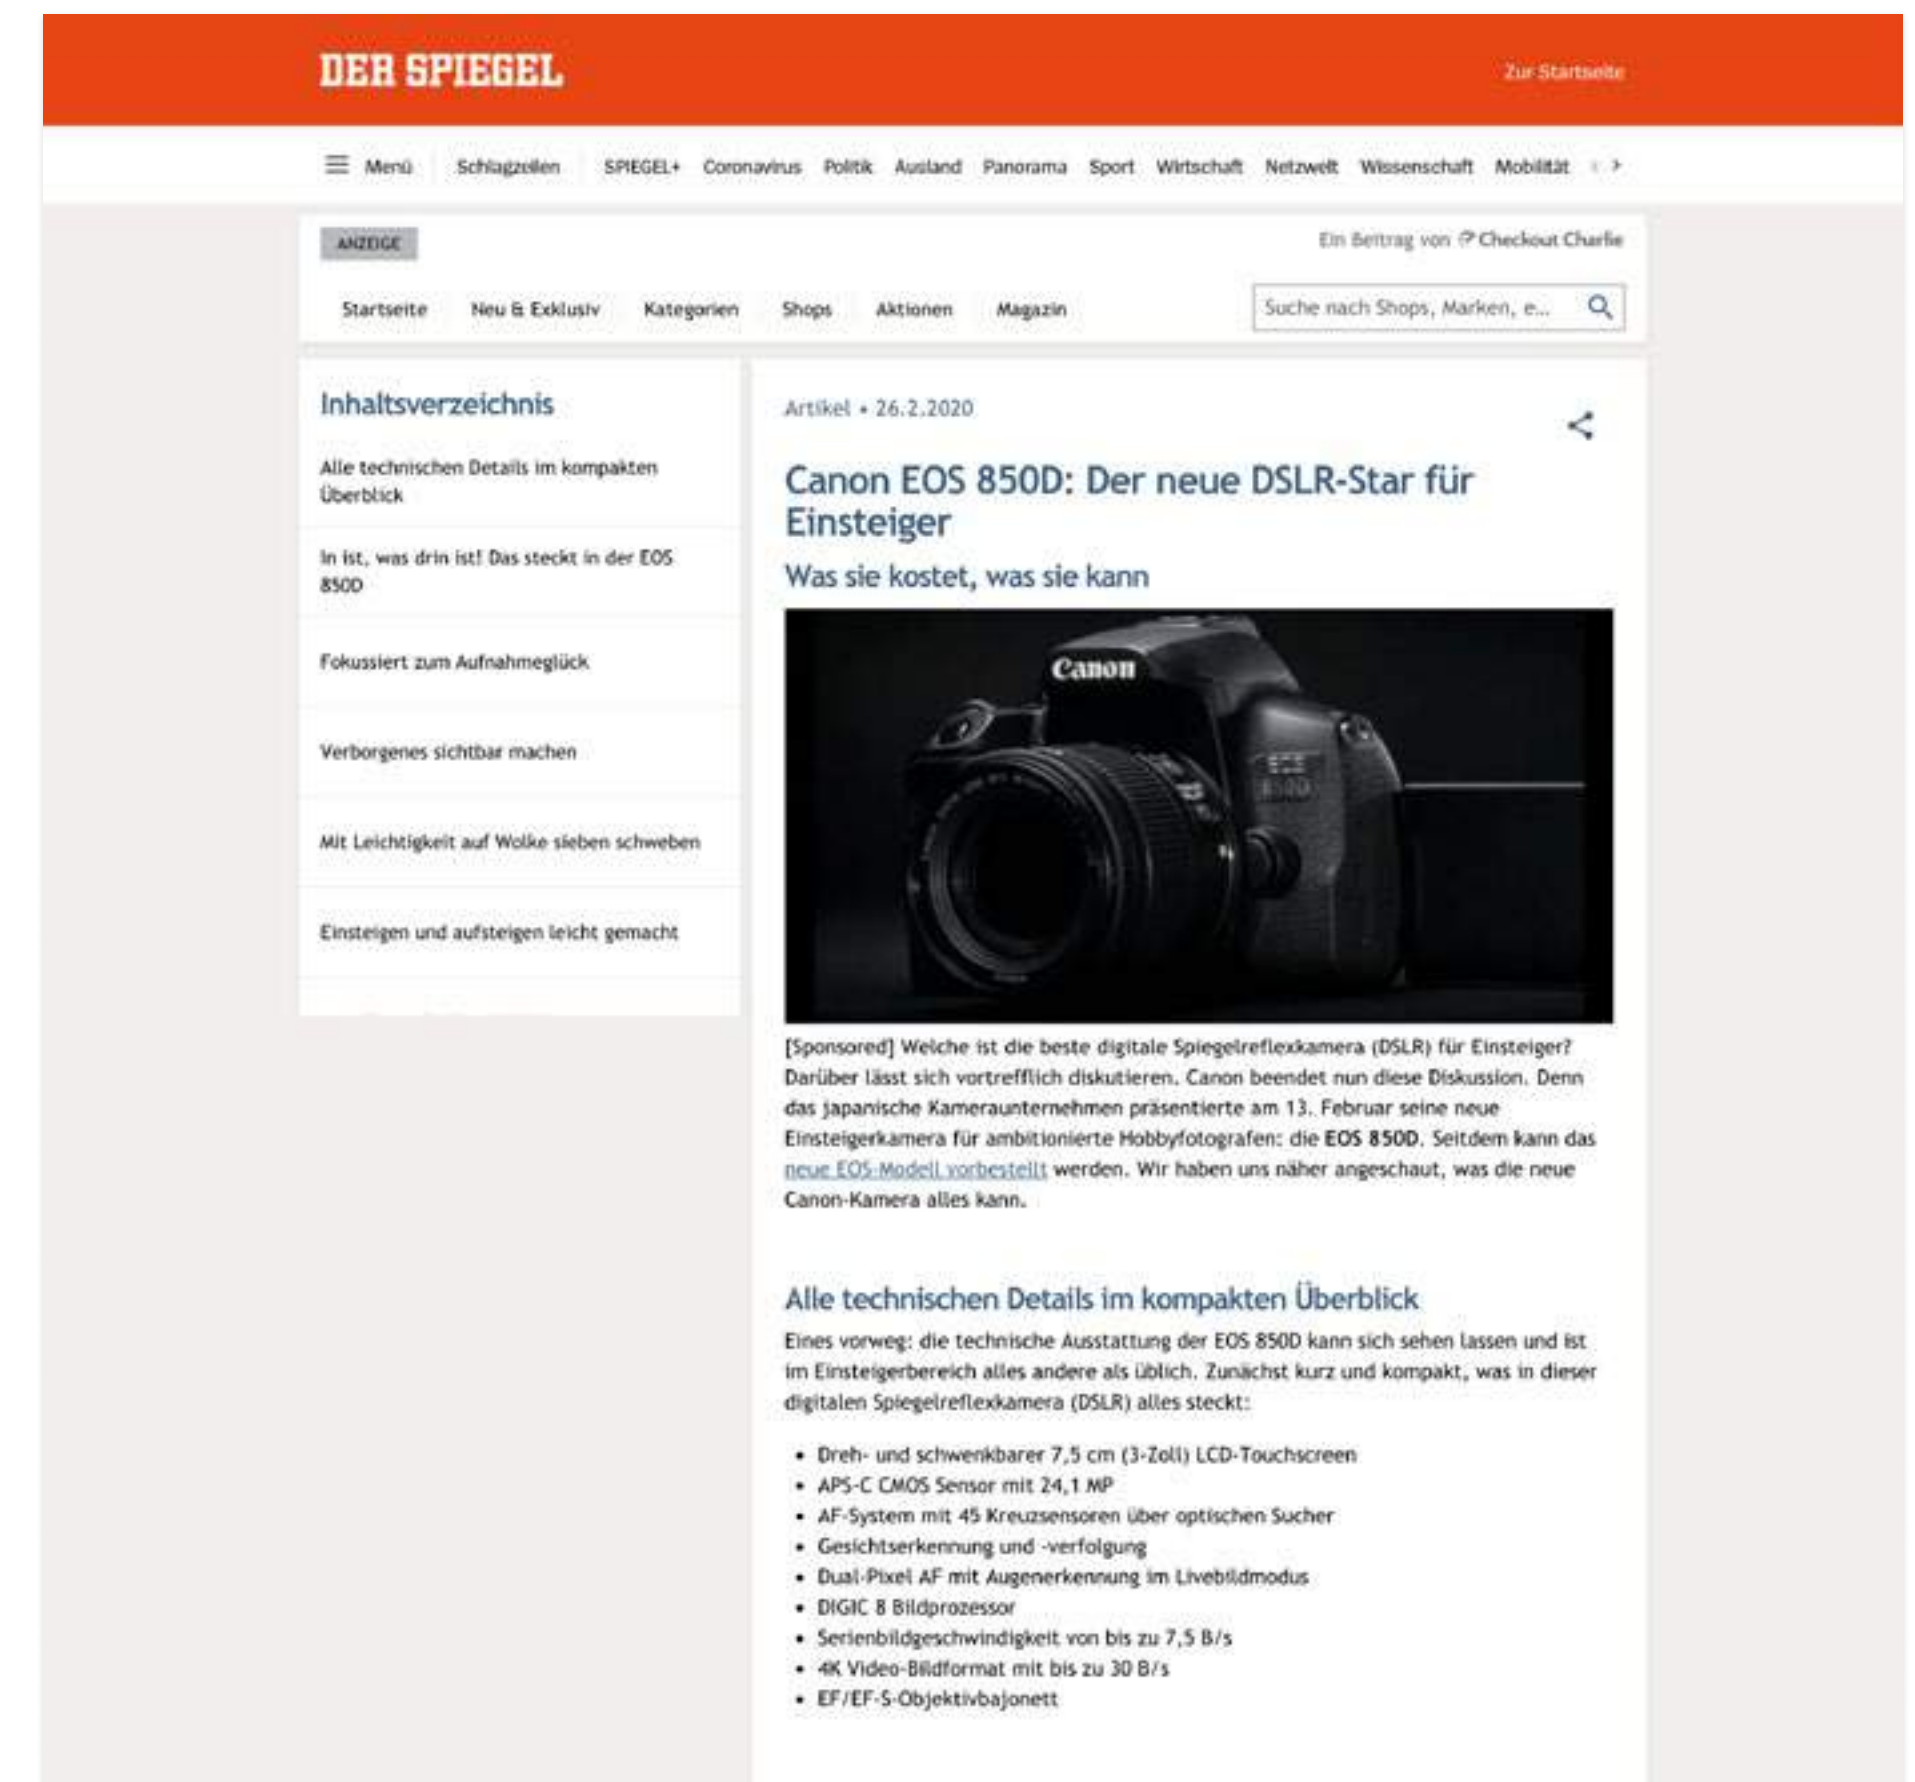 DER SPIEGEL
Zur Startseite
Menü Schlagzeilen SPIEGEL+ Coronavirus Politik Ausland Panorama Sport Wirtschaft Netzwelt Wissenschaft Mobilität
ANZEIGE
Ein Beitrag von Checkout Charlie
Startseite Neu & Exklusiv Kategorien Shops Aktionen Magazin
Suche nach Shops, Marken, e...
Inhaltsverzeichnis
Alle technischen Details im kompakten
Überblick
In ist, was drin ist! Das steckt in der EOS
850D
Fokussiert zum Aufnahmeglück
Verborgenes sichtbar machen
Mit Leichtigkeit auf Wolke sieben schweben
Einsteigen und aufsteigen leicht gemacht
Artikel • 26.2.2020
Canon EOS 850D: Der neue DSLR-Star für
Einsteiger
Was sie kostet, was sie kann
Canon
EOS
850D
[Sponsored] Welche ist die beste digitale Spiegelreflexkamera (DSLR) für Einsteiger?
Darüber lässt sich vortrefflich diskutieren. Canon beendet nun diese Diskussion. Denn
das japanische Kameraunternehmen präsentierte am 13. Februar seine neue
Einsteigerkamera für ambitionierte Hobbyfotografen: die EOS 850D. Seitdem kann das
neue EOS-Modell vorbestellt werden. Wir haben uns näher angeschaut, was die neue
Canon-Kamera alles kann.
Alle technischen Details im kompakten Überblick
Eines vorweg: die technische Ausstattung der EOS 850D kann sich sehen lassen und ist
im Einsteigerbereich alles andere als üblich. Zunächst kurz und kompakt, was in dieser
digitalen Spiegelreflexkamera (DSLR) alles steckt:
• Dreh- und schwenkbarer 7,5 cm (3-Zoll) LCD-Touchscreen
• APS-C CMOS Sensor mit 24,1 MP
• AF-System mit 45 Kreuzsensoren über optischen Sucher
• Gesichtserkennung und -verfolgung
• Dual-Pixel AF mit Augenerkennung im Livebildmodus
• DIGIC 8 Bildprozessor
• Serienbildgeschwindigkeit von bis zu 7,5 B/s
• 4K Video-Bildformat mit bis zu 30 B/s
• EF/EF-S-Objektivbajonett